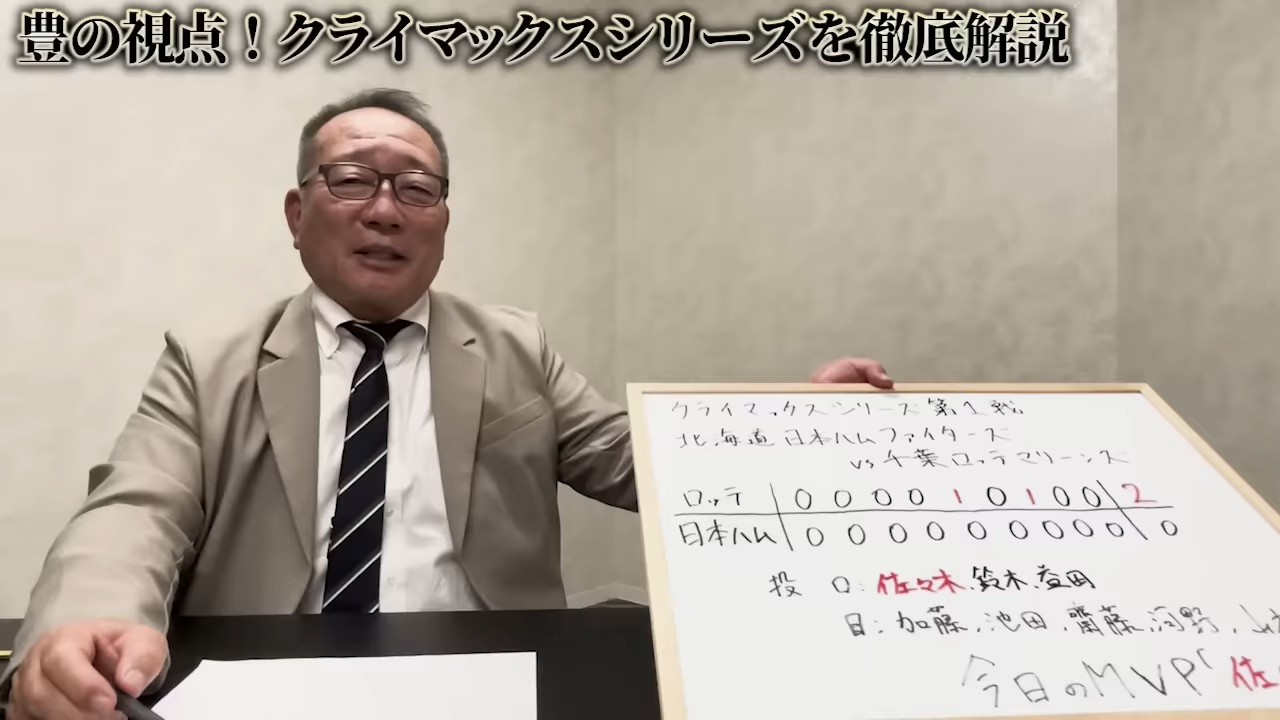 豊の視点！クライマックスシリーズを徹底解説
クライマックスシリーズ第1戦
北海道日本ハムファイターズ
vs千葉ロッテマリーンズ
ロッテ 0 0 0 0 1 0 1 0 0 2
日本ハム 0 0 0 0 0 0 0 0 0 0
投 ロ:佐々木.鈴木.益田
日:加藤、池田、齋藤、河野、
今日のMVP「佐